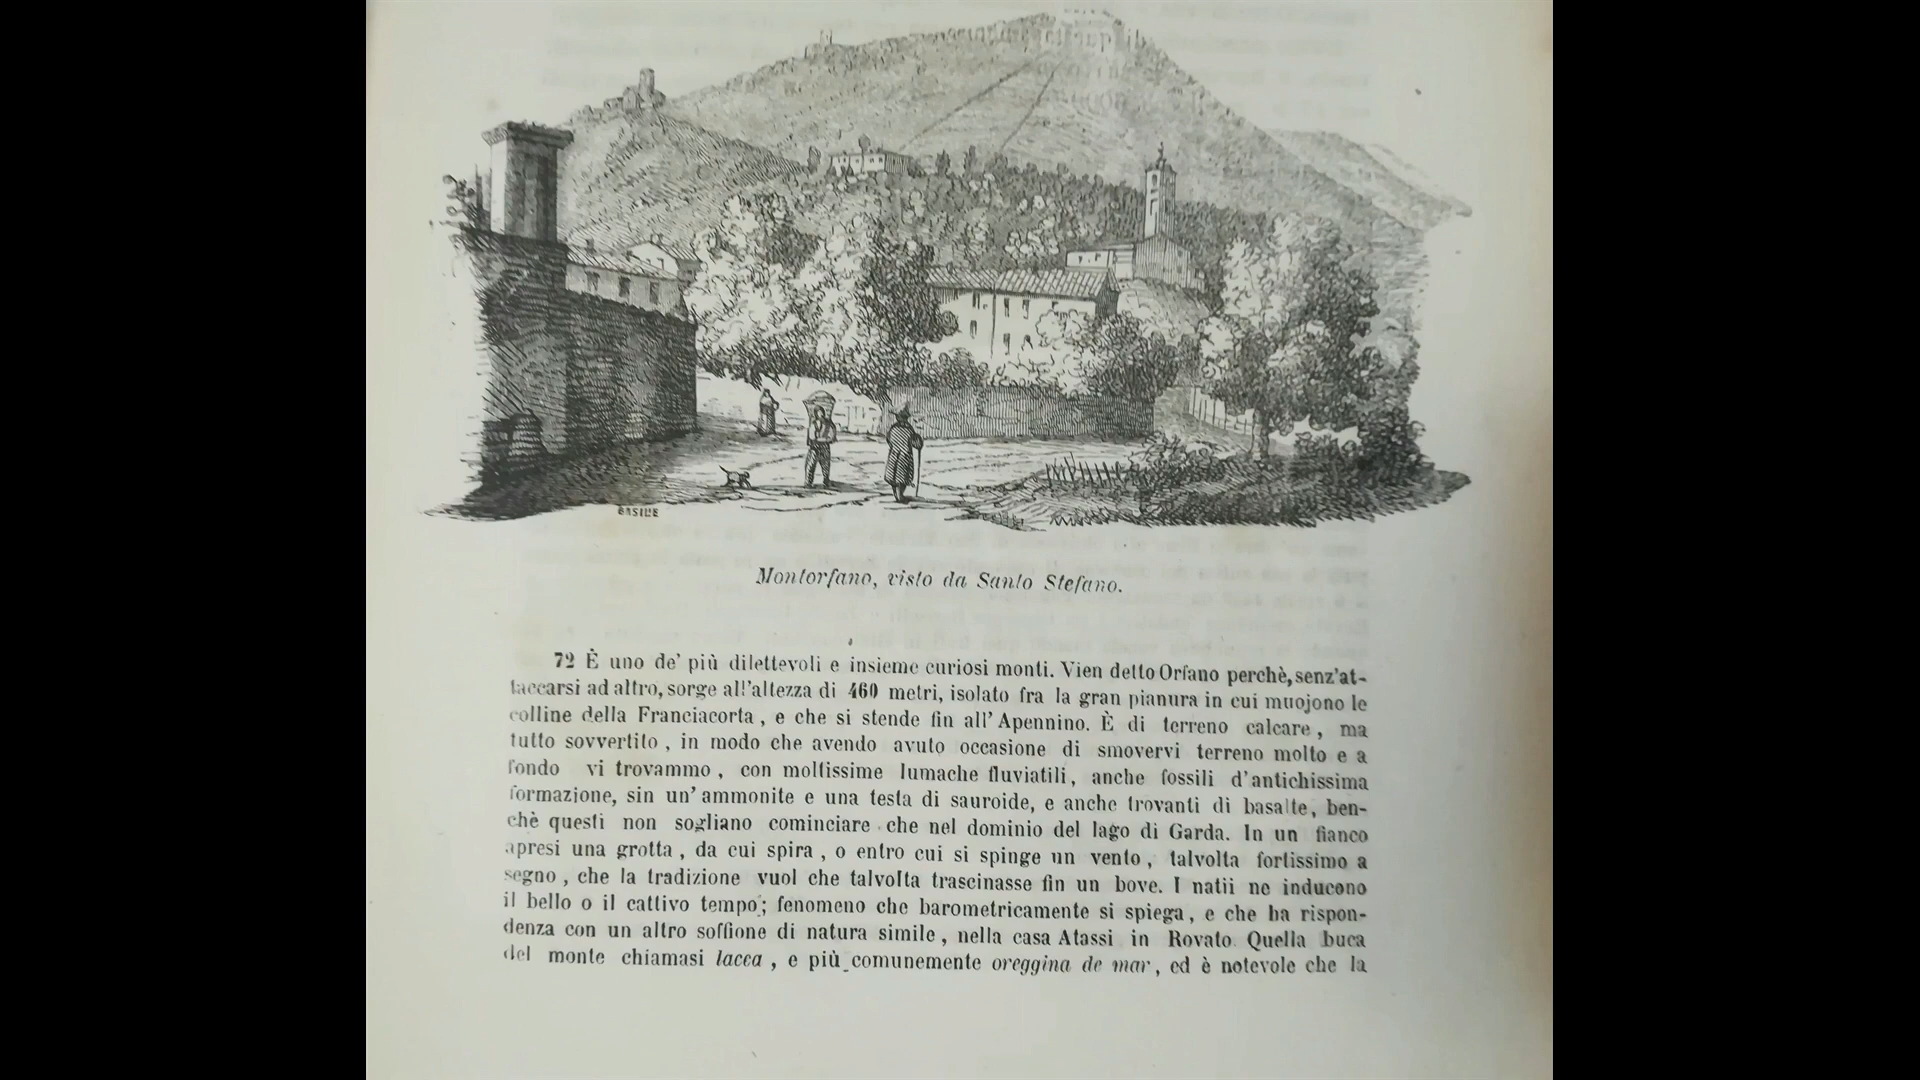 BASILE
Montorfano, visto da Santo Stefano.
72 È uno de' più dilettevoli e insieme curiosi monti. Vien detto Orfano perchè, senz'at-
taccarsi ad altro, sorge all'altezza di 460 metri, isolato fra la gran pianura in cui muojono le
colline della Franciacorta, e che si stende fin all'Apennino. È di terreno calcare, ma
tutto sovvertito, in modo che avendo avuto occasione di smovervi terreno molto e a
fondo vi trovammo, con moltissime lumache fluviatili, anche fossili d'antichissima
formazione, sin un'ammonite e una testa di sauroide, e anche trovanti di basalte, ben-
chè questi non sogliano cominciare che nel dominio del lago di Garda. In un fianco
apresi una grotta, da cui spira, o entro cui si spinge un vento, talvolta fortissimo a
segno, che la tradizione vuol che talvolta trascinasse fin un bove. I natii ne inducono
il bello o il cattivo tempo; fenomeno che barometricamente si spiega, e che ha rispon-
denza con un altro soffione di natura simile, nella casa Atassi in Rovato. Quella buca
del monte chiamasi lacca, e più comunemente oreggina de mar, ed è notevole che la